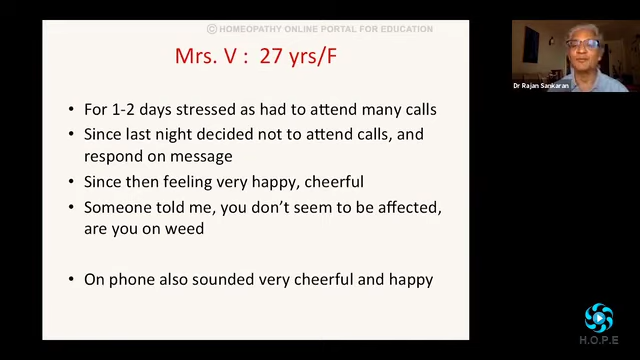 © HOMEOPATHY ONLINE PORTAL FOR EDUCATION
Mrs. V : 27 yrs/F
• For 1-2 days stressed as had to attend many calls
• Since last night decided not to attend calls, and
respond on message
• Since then feeling very happy, cheerful
• Someone told me, you don't seem to be affected,
are you on weed
• On phone also sounded very cheerful and happy
Dr Rajan Sankaran
H.O.P.E